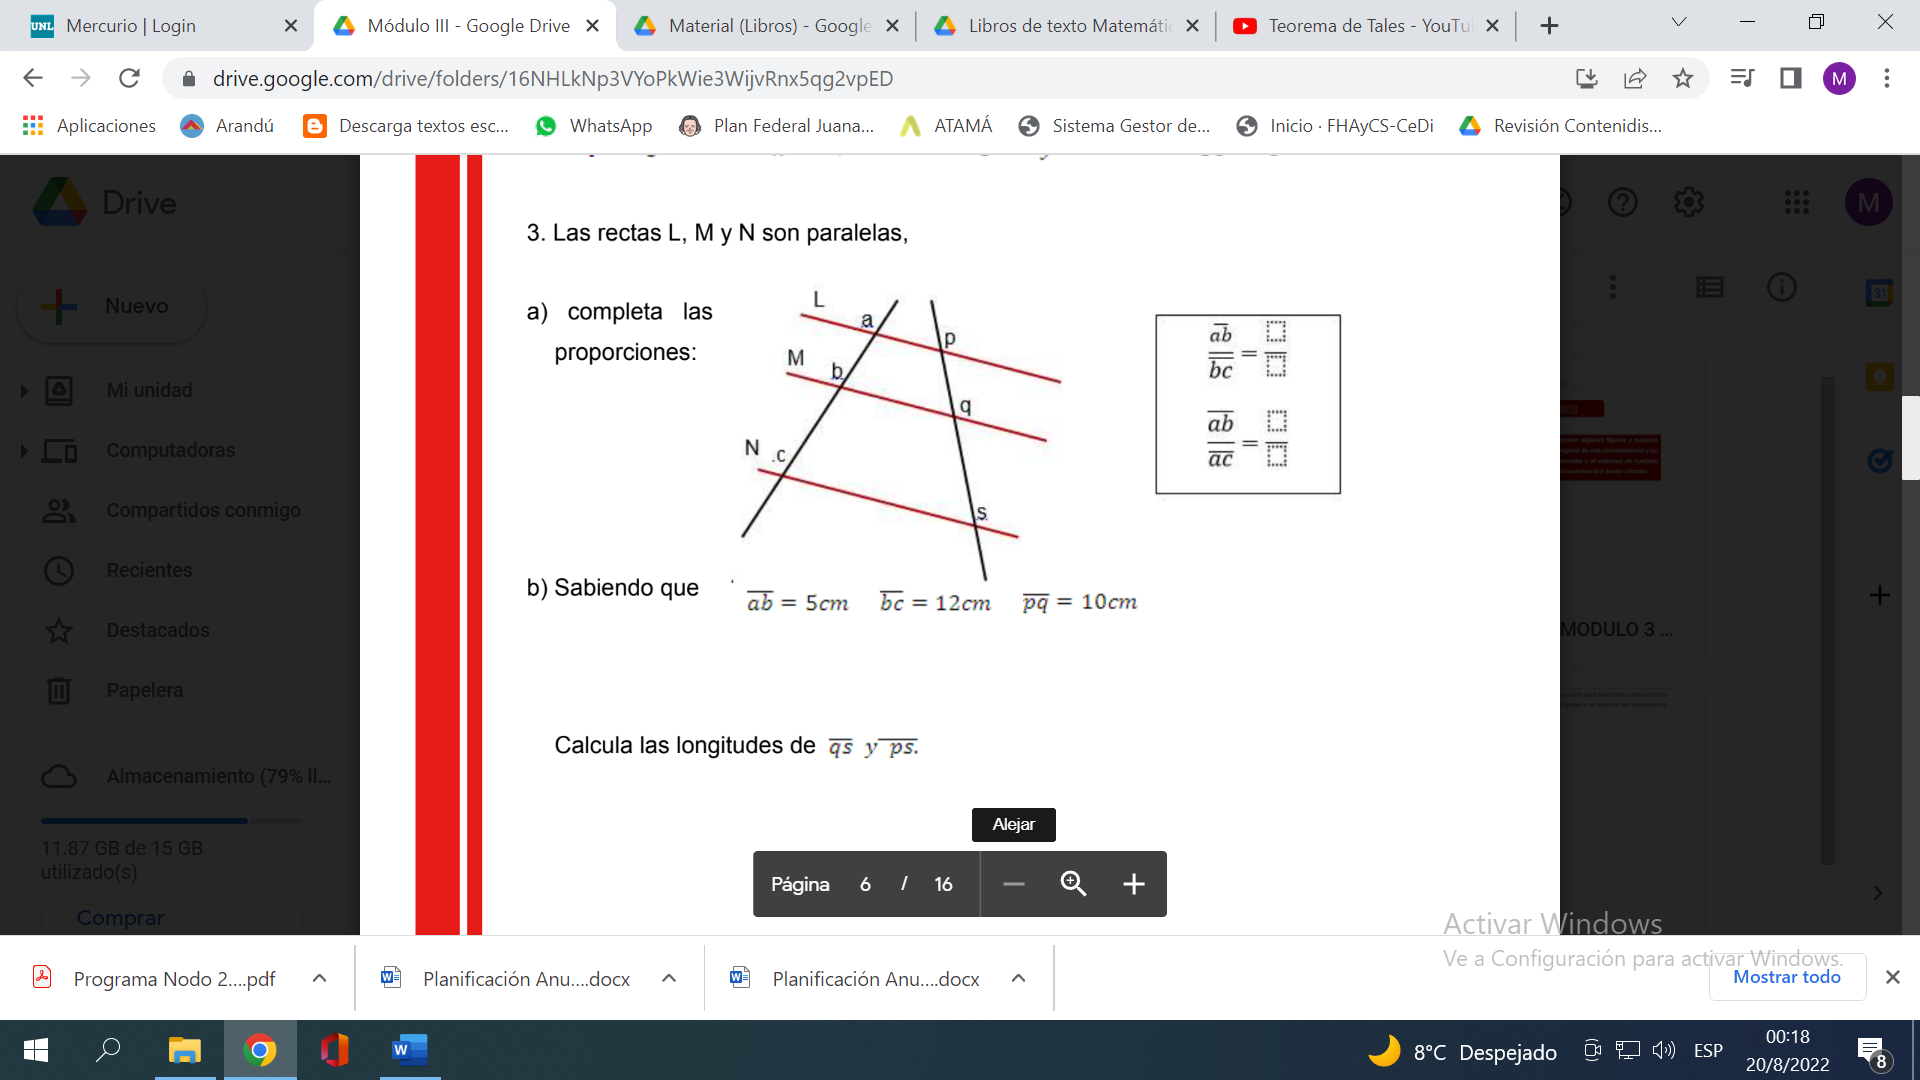 Mercurio | Login
Módulo III - Google Drive
Material (Libros) - Google
Libros de texto Matemátic
Teorema de Tales - YouTu
drive.google.com/drive/folders/16NHLkNp3VYoPkWie3WijvRnx5qg2vpED
M
Aplicaciones
Arandú
Descarga textos esc...
WhatsApp
Plan Federal Juana...
ATAMÁ
Sistema Gestor de...
Inicio · FHAyCS-CeDi
Revisión Contenidis...
Drive
M
Nuevo
Mi unidad
Computadoras
Compartidos conmigo
Recientes
Destacados
Papelera
Almacenamiento (79% ll...
11.87 GB de 15 GB
utilizado(s)
Comprar
3. Las rectas L, M y N son paralelas,
a) completa las
proporciones:
L
a
p
M
b
q
N
.c
s
ab/bc = □/□
ab/ac = □/□
b) Sabiendo que
ab = 5cm bc = 12cm pq = 10cm
Calcula las longitudes de qs y ps.
Alejar
Página 6 / 16
31
MODULO 3 ...
Activar Windows
Ve a Configuración para activar Windows.
Programa Nodo 2....pdf
Planificación Anu....docx
Planificación Anu....docx
Mostrar todo
8°C Despejado
ESP
00:18
20/8/2022
8